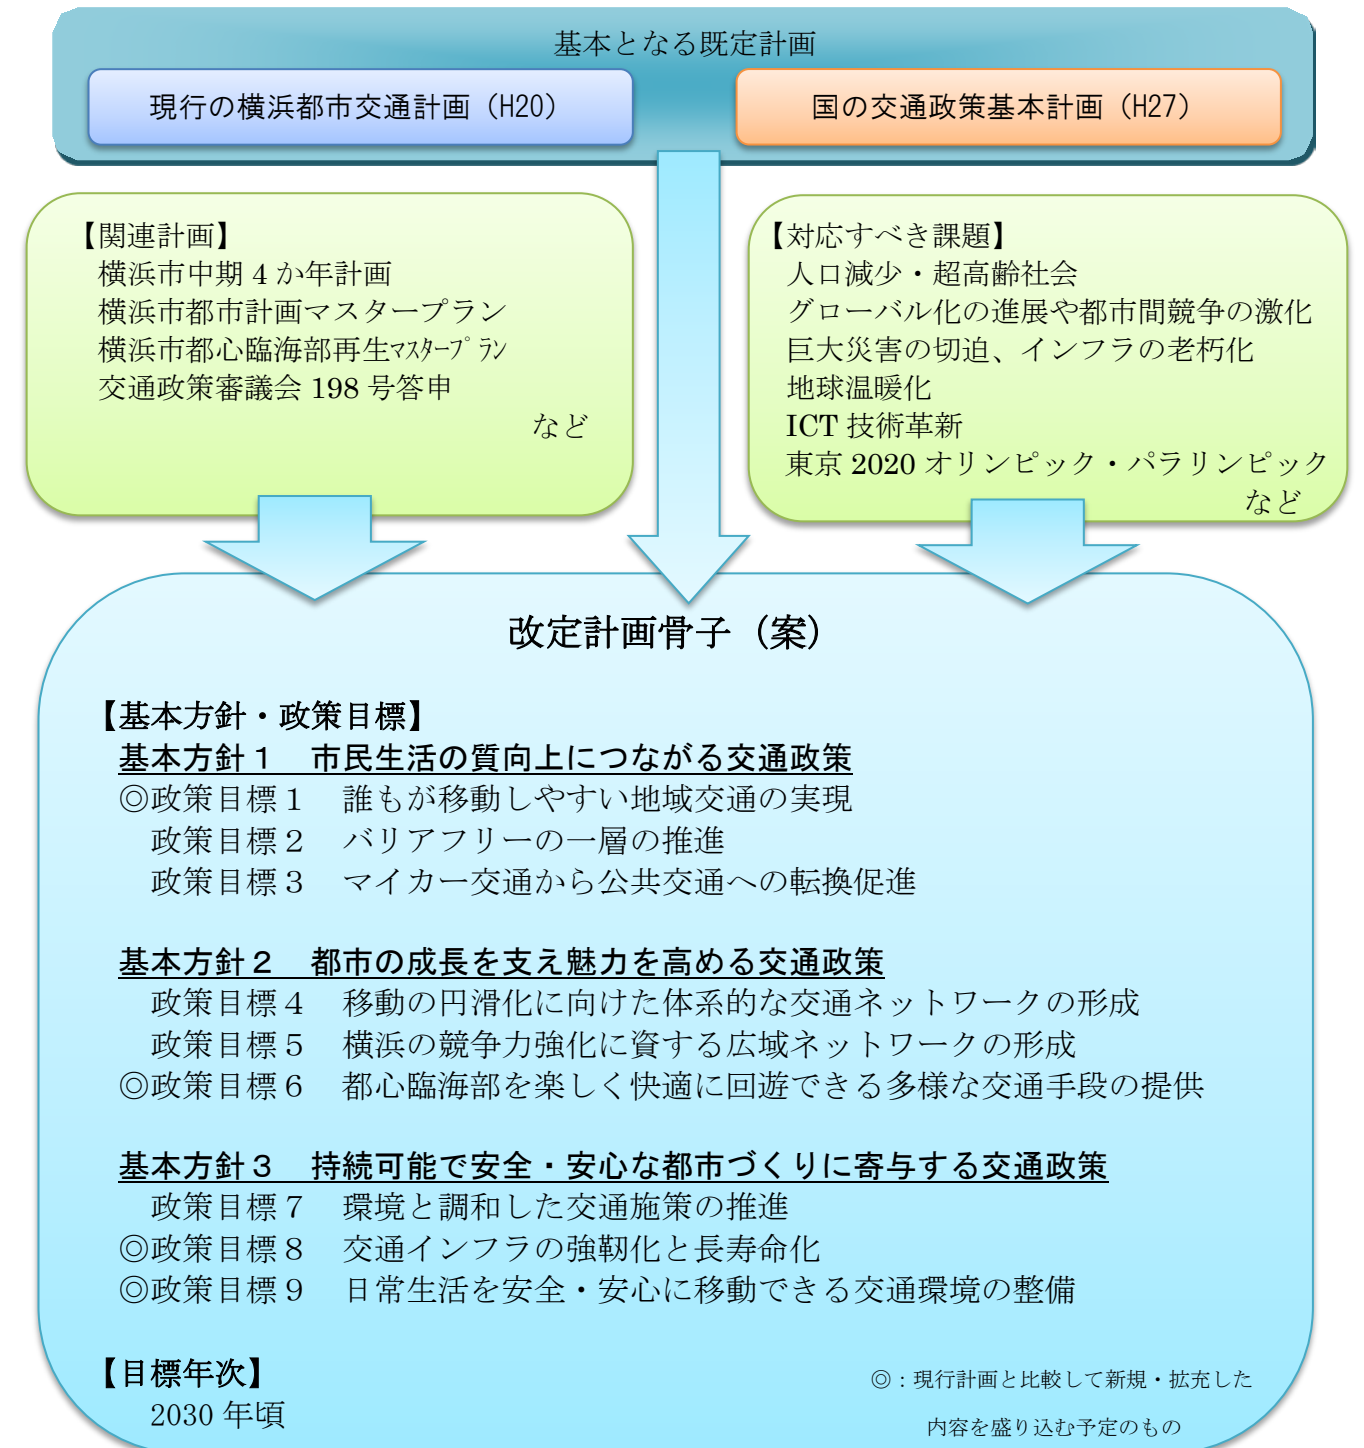 基本となる既定計画
現行の横浜都市交通計画（H20）
国の交通政策基本計画（H27）
【関連計画】
横浜市中期 4 か年計画
横浜市都市計画マスタープラン
横浜市都心臨海部再生ﾏｽﾀｰﾌﾟﾗﾝ
交通政策審議会 198 号答申
など
【対応すべき課題】
人口減少・超高齢社会
グローバル化の進展や都市間競争の激化
巨大災害の切迫、インフラの老朽化
地球温暖化
ICT 技術革新
東京 2020 オリンピック・パラリンピック
など
改定計画骨子（案）
【基本方針・政策目標】
基本方針１　市民生活の質向上につながる交通政策
◎政策目標１　誰もが移動しやすい地域交通の実現
政策目標２　バリアフリーの一層の推進
政策目標３　マイカー交通から公共交通への転換促進
基本方針２　都市の成長を支え魅力を高める交通政策
政策目標４　移動の円滑化に向けた体系的な交通ネットワークの形成
政策目標５　横浜の競争力強化に資する広域ネットワークの形成
◎政策目標６　都心臨海部を楽しく快適に回遊できる多様な交通手段の提供
基本方針３　持続可能で安全・安心な都市づくりに寄与する交通政策
政策目標７　環境と調和した交通施策の推進
◎政策目標８　交通インフラの強靭化と長寿命化
◎政策目標９　日常生活を安全・安心に移動できる交通環境の整備
【目標年次】
2030 年頃
◎：現行計画と比較して新規・拡充した
内容を盛り込む予定のもの